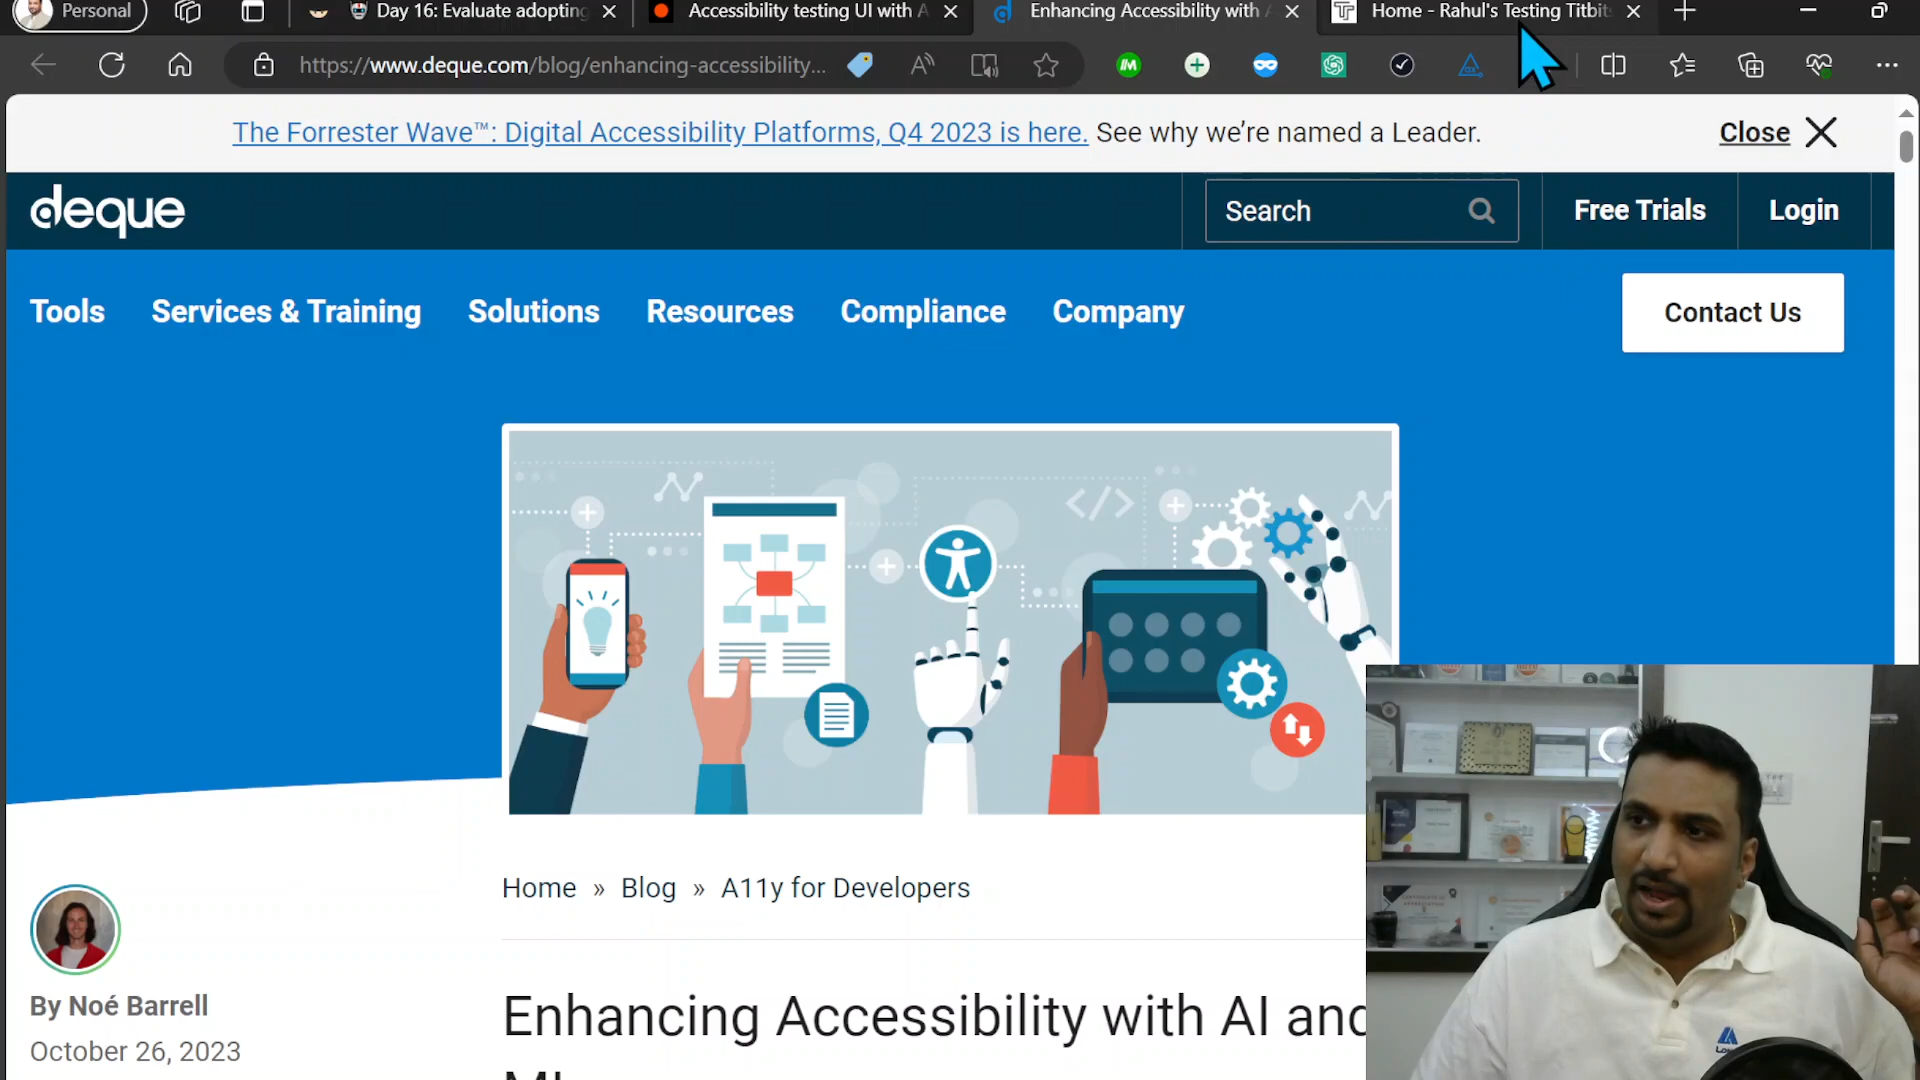 Personal
Day 16: Evaluate adopting
Accessibility testing UI with A
Enhancing Accessibility with
Home - Rahul's Testing Titbits
https://www.deque.com/blog/enhancing-accessibility...
The Forrester Wave™: Digital Accessibility Platforms, Q4 2023 is here. See why we're named a Leader.
Close
deque
Search
Free Trials
Login
Tools
Services & Training
Solutions
Resources
Compliance
Company
Contact Us
Home » Blog » A11y for Developers
By Noé Barrell
October 26, 2023
Enhancing Accessibility with AI and